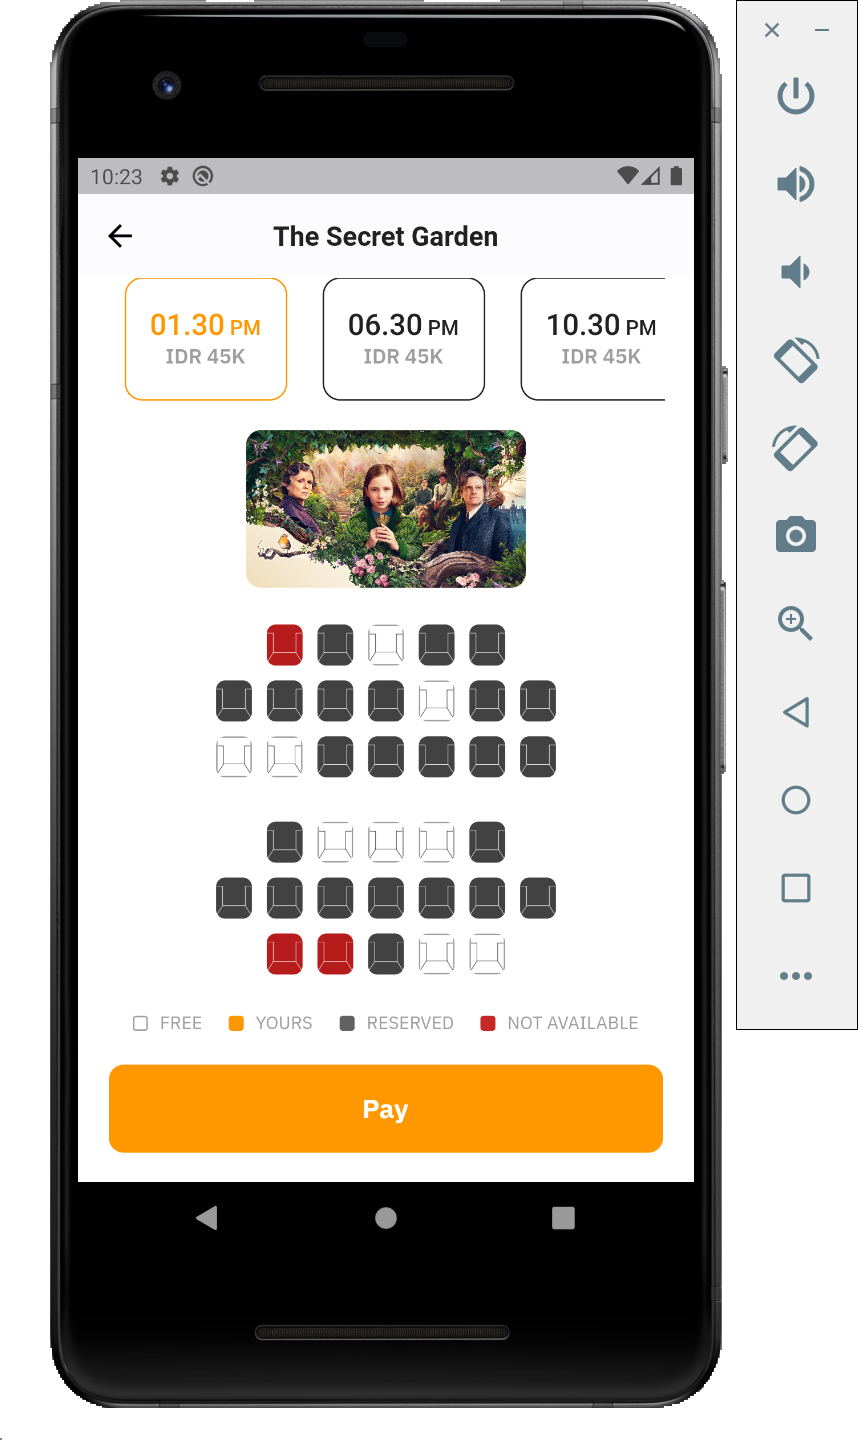 10:23
The Secret Garden
01.30 PM 06.30 PM 10.30 PM
IDR 45K IDR 45K IDR 45K
FREE YOURS RESERVED NOT AVAILABLE
Pay